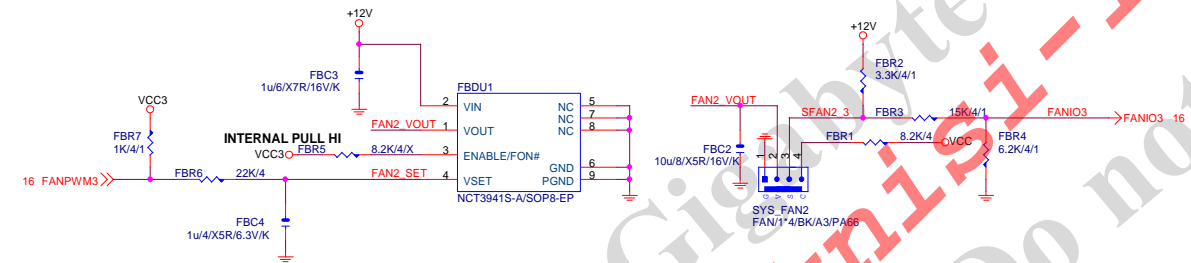 +12V
+12V
FBC3
1u/6/X7R/16V/K
FBR2
3.3K/4/1
VCC3
FBDU1
2 VIN
NC 5
NC 7
NC 8
FAN2_VOUT
FAN2_VOUT 1 VOUT
SFAN2_3 FBR3 15K/4/1 FANIO3 FANIO3 16
FBR7
1K/4/1
INTERNAL PULL HI
VCC3 FBR5 8.2K/4/X 3 ENABLE/FON#
FBR1 8.2K/4 VCC
FBR4
6.2K/4/1
FBC2
10u/8/X5R/16V/K
1 2 3 4
GND 6
PGND 9
16 FANPWM3 FBR6 22K/4 FAN2_SET 4 VSET
NCT3941S-A/SOP8-EP
G V S C
SYS_FAN2
FAN/1*4/BK/A3/PA66
FBC4
1u/4/X5R/6.3V/K
Gigabyte
Do no